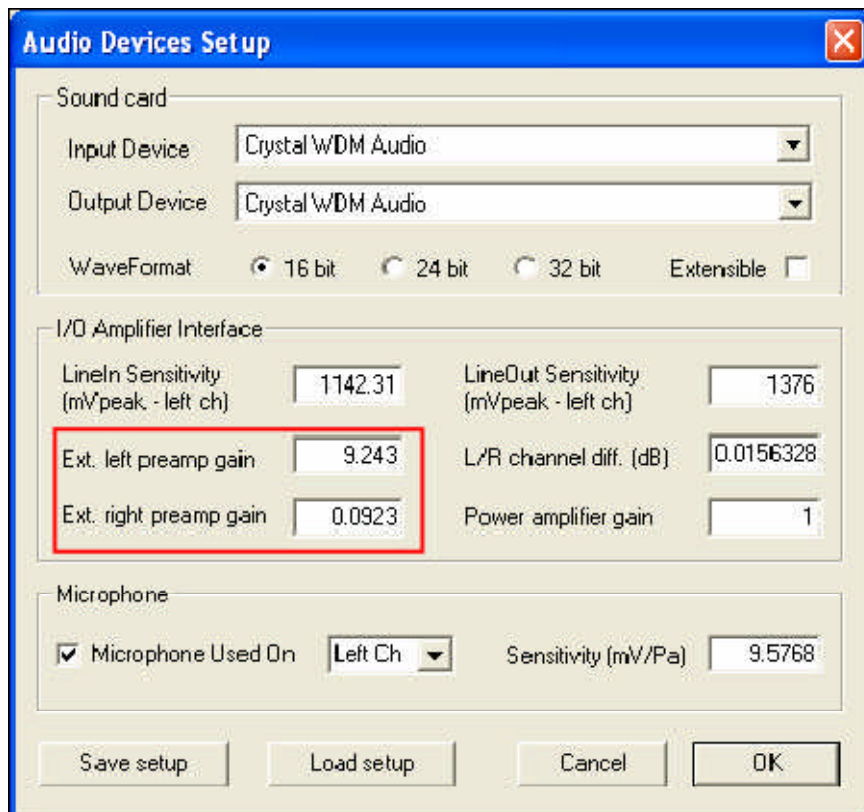 Audio Devices Setup
Sound card
Input Device Crystal WDM Audio
Output Device Crystal WDM Audio
WaveFormat 16 bit 24 bit 32 bit Extensible
I/O Amplifier Interface
LineIn Sensitivity
(mVpeak - left ch) 1142.31
LineOut Sensitivity
(mVpeak - left ch) 1376
Ext. left preamp gain 9.243
L/R channel diff. (dB) 0.0156328
Ext. right preamp gain 0.0923
Power amplifier gain 1
Microphone
Microphone Used On Left Ch Sensitivity (mV/Pa) 9.5768
Save setup Load setup Cancel OK